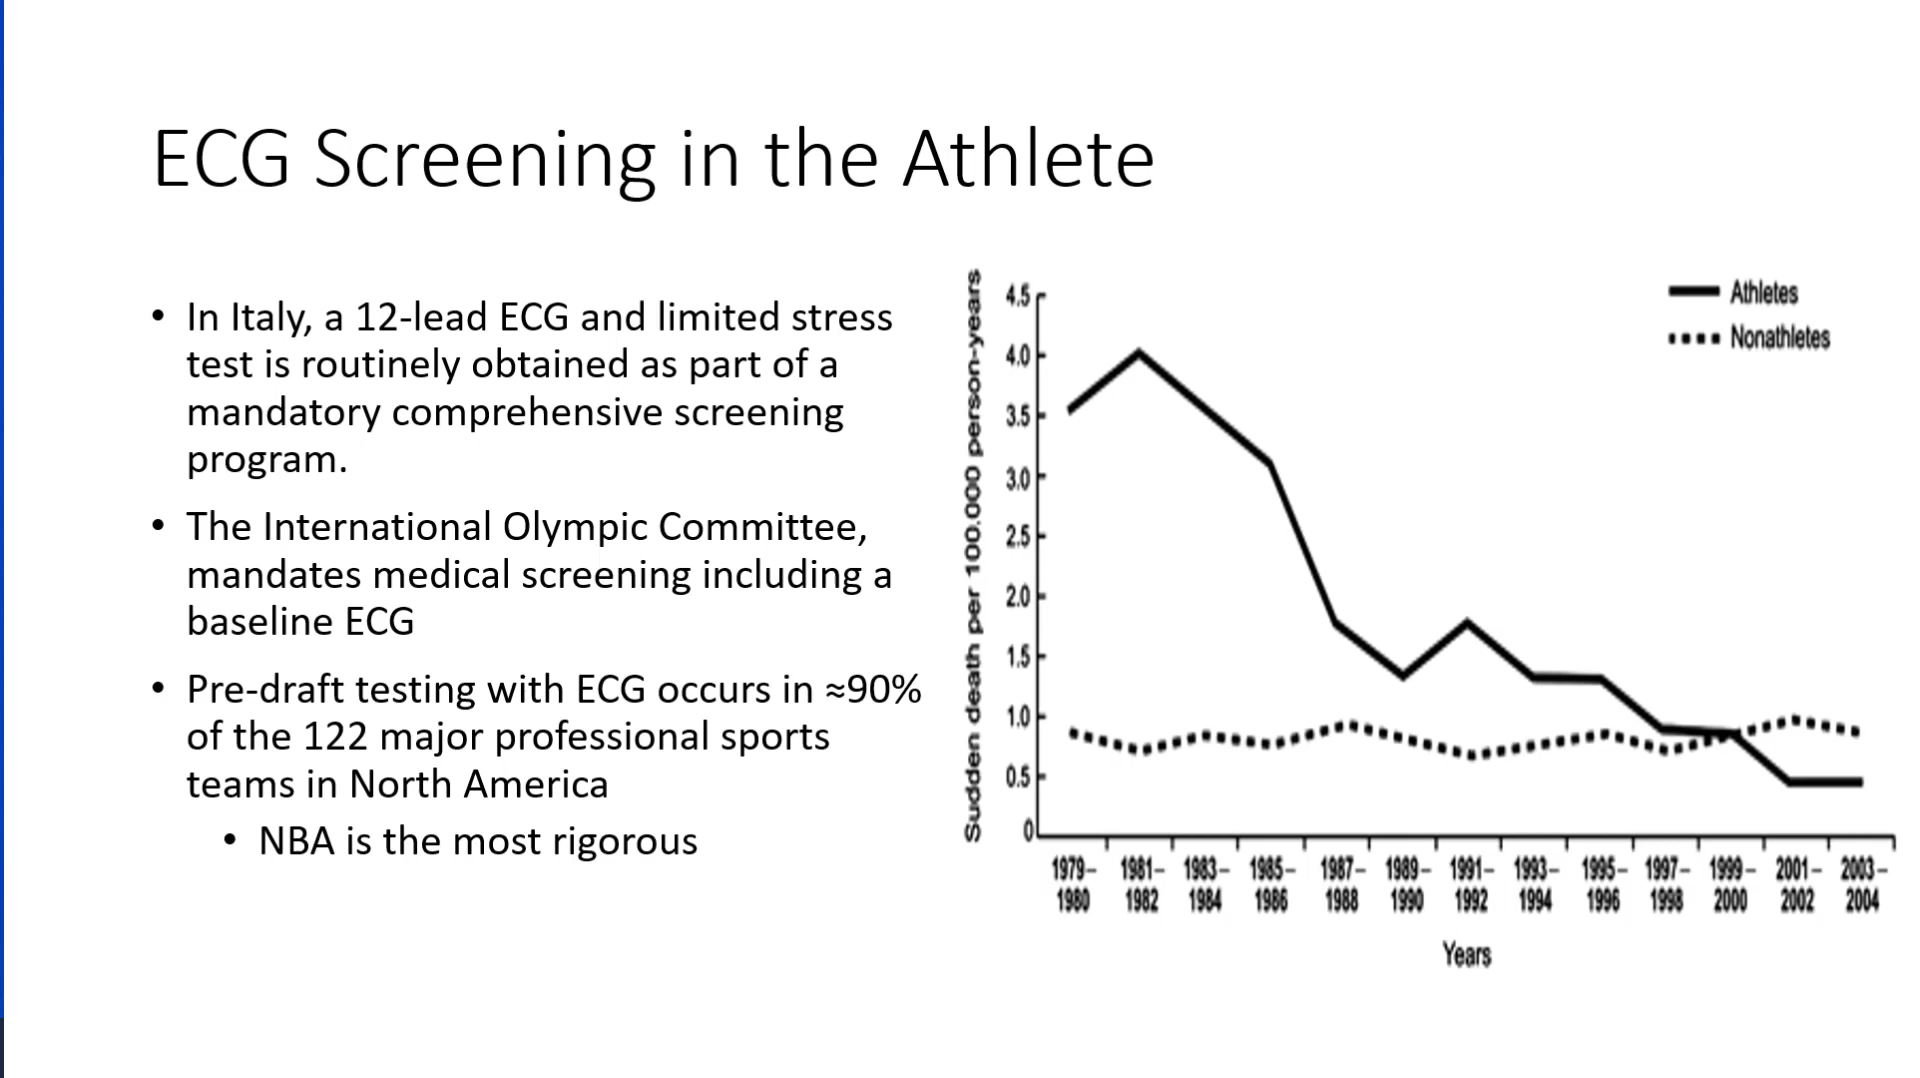 ECG Screening in the Athlete
• In Italy, a 12-lead ECG and limited stress
test is routinely obtained as part of a
mandatory comprehensive screening
program.
• The International Olympic Committee,
mandates medical screening including a
baseline ECG
• Pre-draft testing with ECG occurs in ≈90%
of the 122 major professional sports
teams in North America
• NBA is the most rigorous
Sudden death per 100.000 person-years
4.5
4.0
3.5
3.0
2.5
2.0
1.5
1.0
0.5
0
Athletes
Nonathletes
1979– 1981– 1983– 1985– 1987– 1989– 1991– 1993– 1995– 1997– 1999– 2001– 2003–
1980 1982 1984 1986 1988 1990 1992 1994 1996 1998 2000 2002 2004
Years